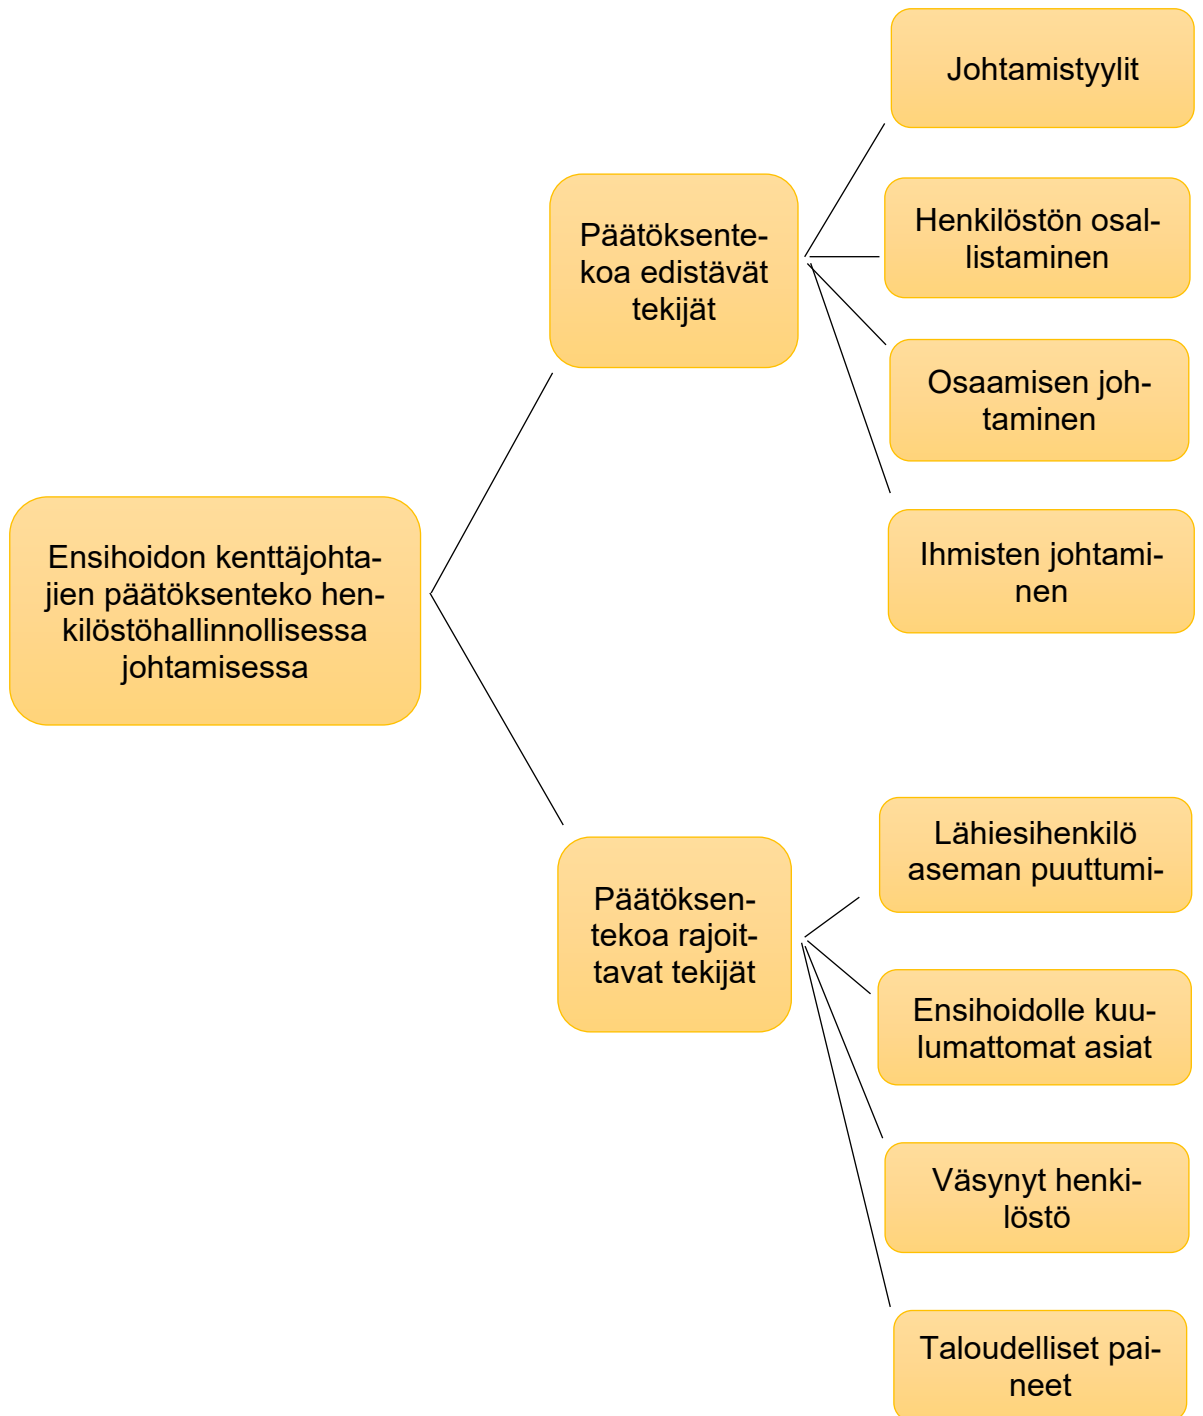 Johtamistyylit
Päätöksente-
koa edistävät
tekijät
Henkilöstön osal-
listaminen
Osaamisen joh-
taminen
Ihmisten johtami-
nen
Ensihoidon kenttäjohta-
jien päätöksenteko hen-
kilöstöhallinnollisessa
johtamisessa
Päätöksen-
tekoa rajoit-
tavat tekijät
Lähiesihenkilö
aseman puuttumi-
Ensihoidolle kuu-
lumattomat asiat
Väsynyt henki-
löstö
Taloudelliset pai-
neet